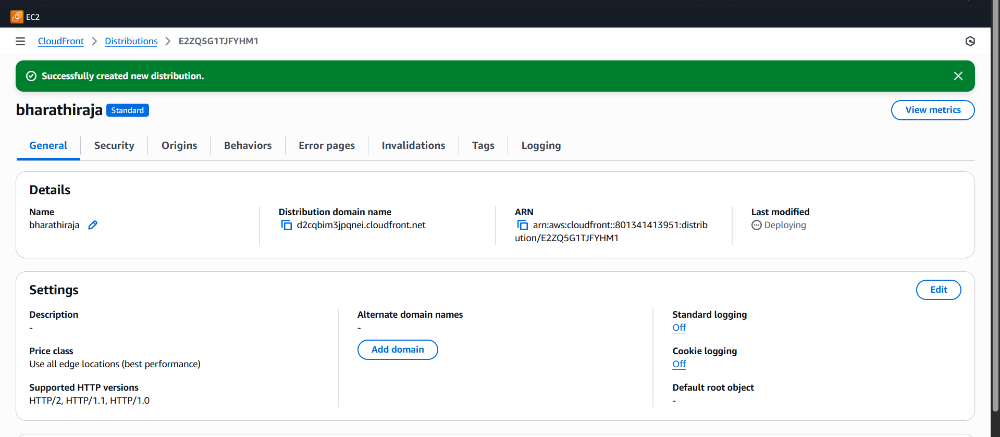 EC2
CloudFront > Distributions > E2ZQ5G1TJFYHM1
Successfully created new distribution.
bharathiraja Standard
View metrics
General Security Origins Behaviors Error pages Invalidations Tags Logging
Details
Name
bharathiraja
Distribution domain name
d2cqbim3jpqnei.cloudfront.net
ARN
arn:aws:cloudfront::801341413951:distrib
ution/E2ZQ5G1TJFYHM1
Last modified
Deploying
Settings
Edit
Description
-
Price class
Use all edge locations (best performance)
Supported HTTP versions
HTTP/2, HTTP/1.1, HTTP/1.0
Alternate domain names
-
Add domain
Standard logging
Off
Cookie logging
Off
Default root object
-